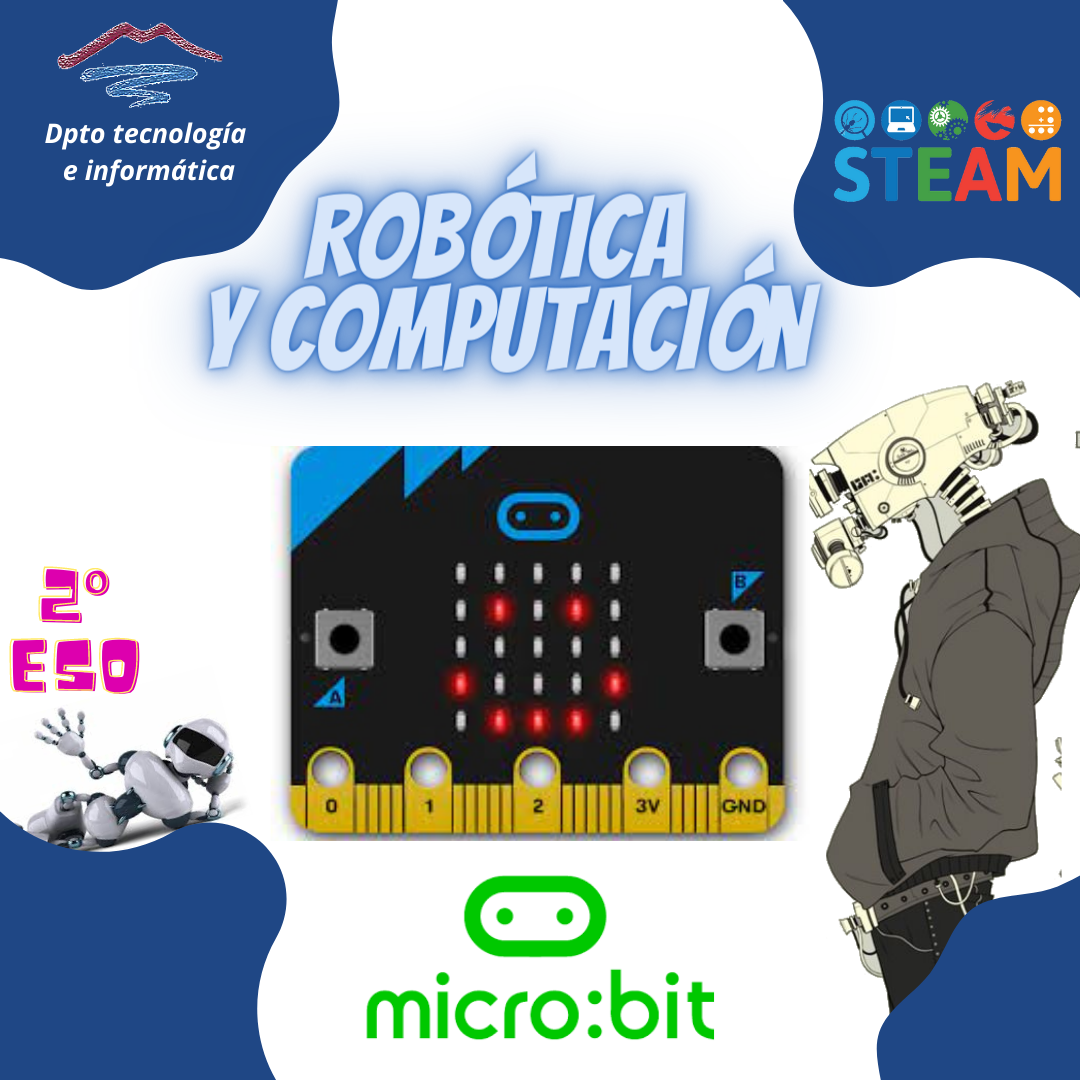 Dpto tecnología
e informática
STEAM
ROBÓTICA
Y COMPUTACIÓN
2º
ESO
B
A
0 1 2 3V GND
micro:bit